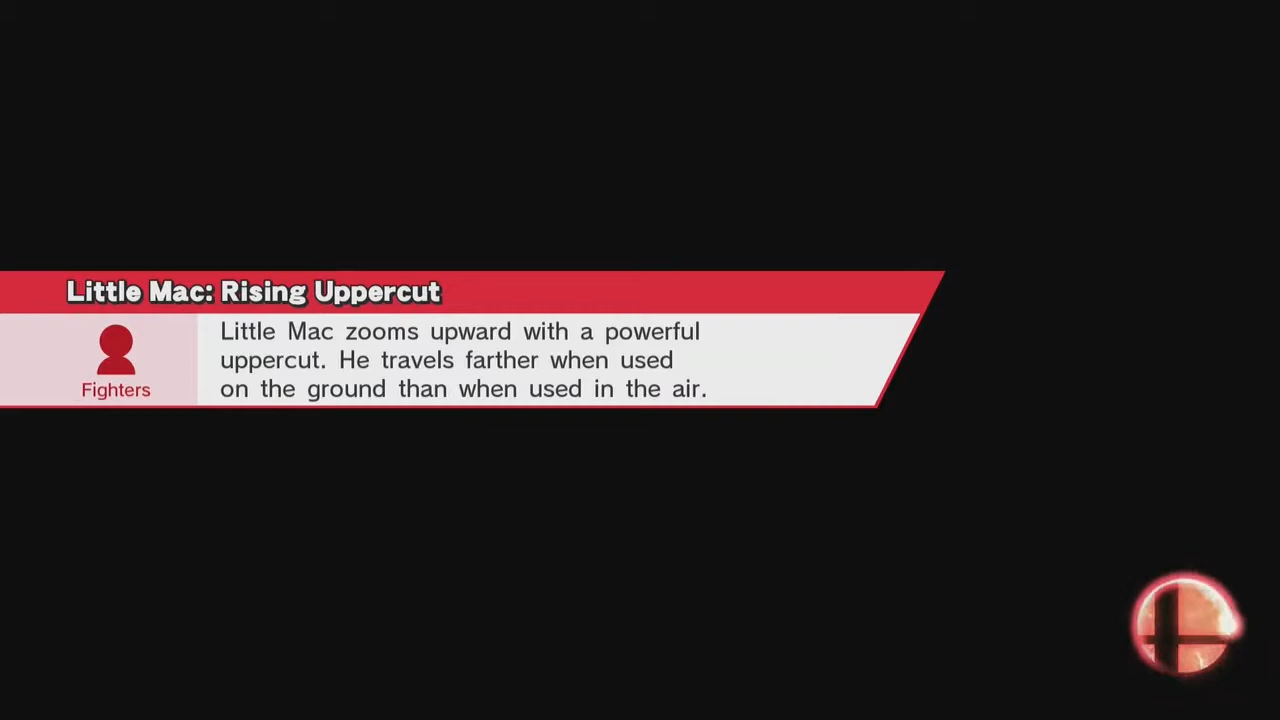 Little Mac: Rising Uppercut
Little Mac zooms upward with a powerful
uppercut. He travels farther when used
on the ground than when used in the air.
Fighters